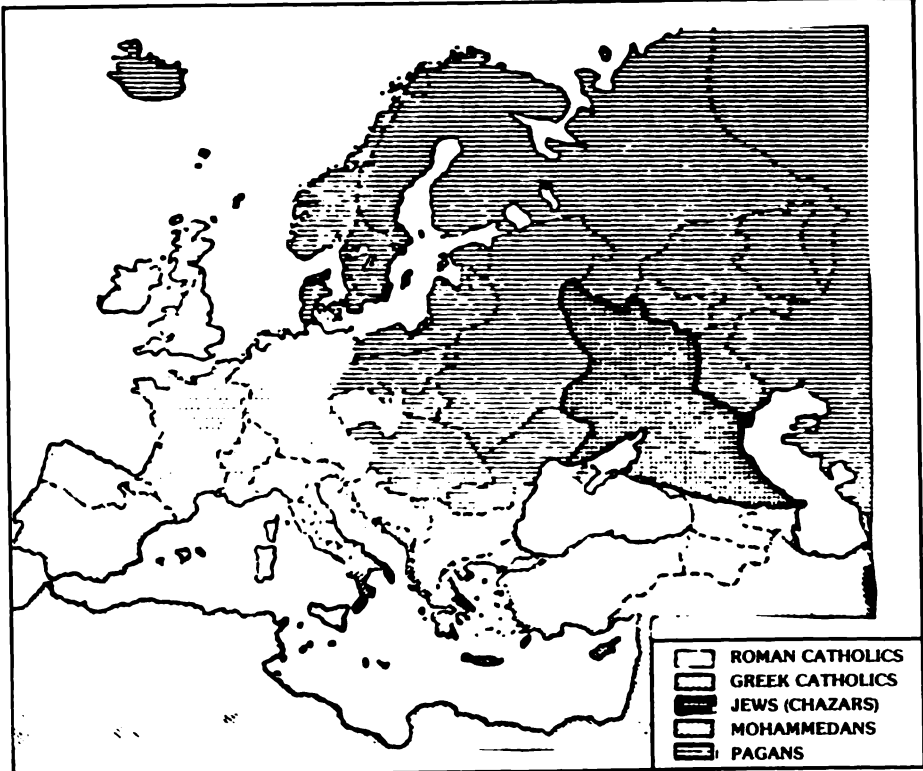 ROMAN CATHOLICS
GREEK CATHOLICS
JEWS (CHAZARS)
MOHAMMEDANS
PAGANS